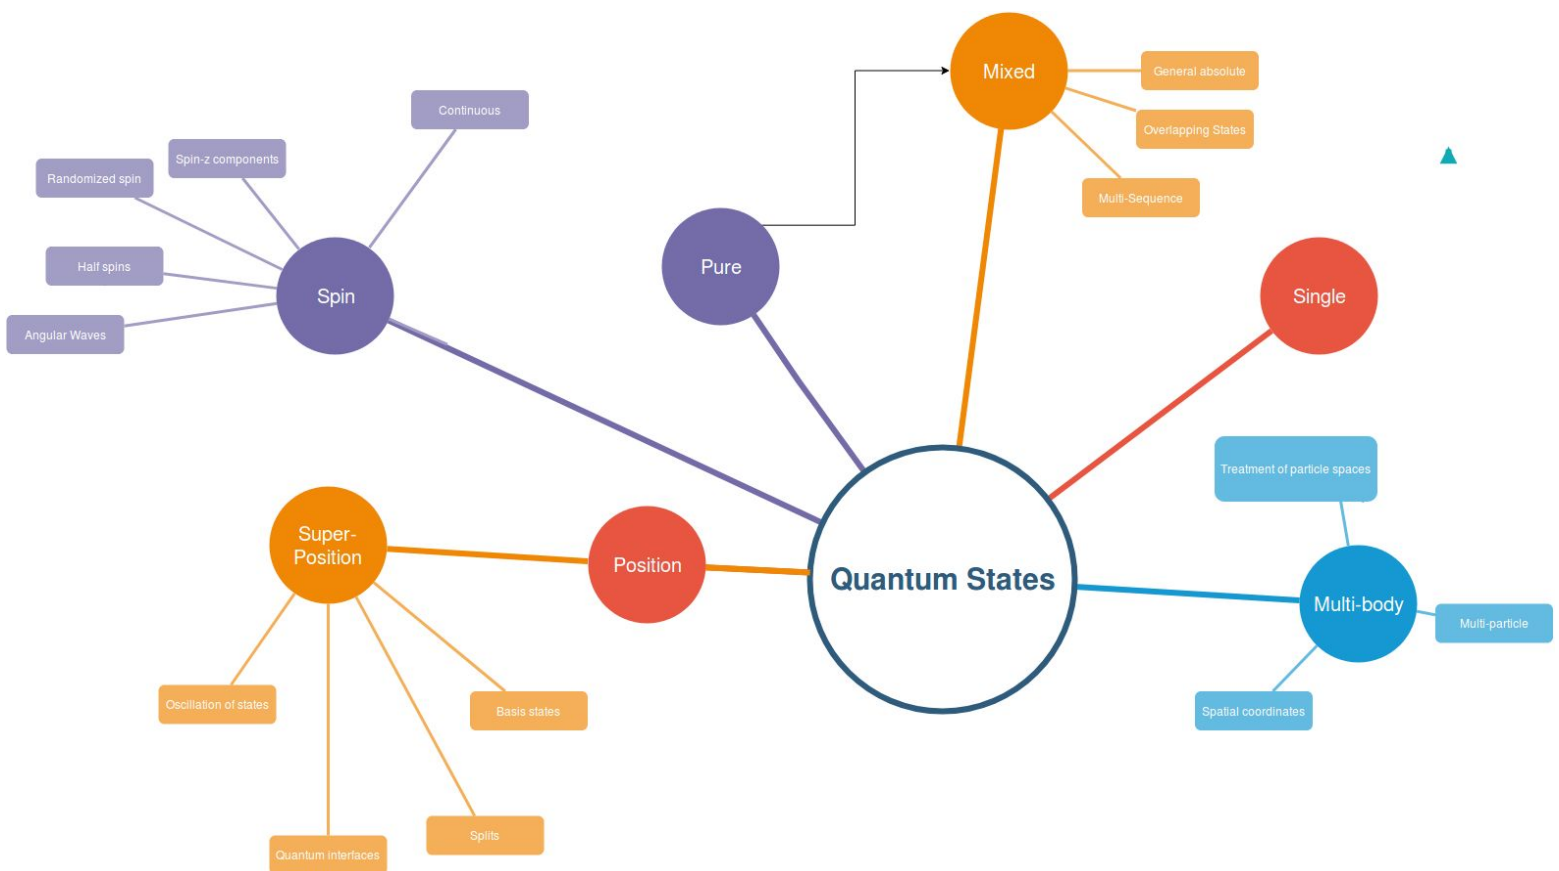 Mixed
General absolute
Overlapping States
Multi-Sequence
Continuous
Spin-z components
Randomized spin
Half spins
Angular Waves
Spin
Pure
Single
Treatment of particle spaces
Multi-body
Multi-particle
Spatial coordinates
Quantum States
Position
Super-
Position
Oscillation of states
Basis states
Splits
Quantum interfaces